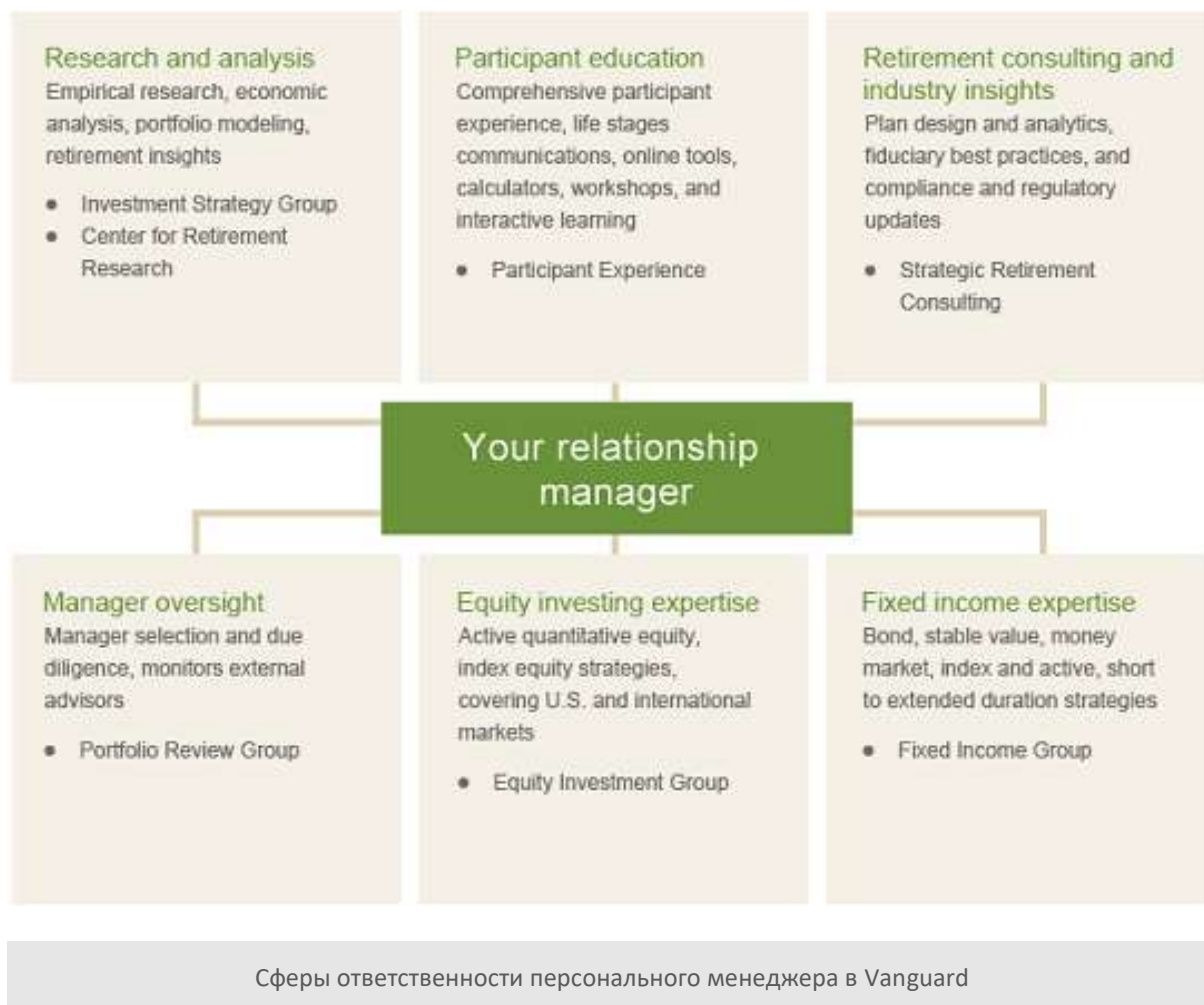 Research and analysis
Empirical research, economic
analysis, portfolio modeling,
retirement insights
• Investment Strategy Group
• Center for Retirement
Research
Participant education
Comprehensive participant
experience, life stages
communications, online tools,
calculators, workshops, and
interactive learning
• Participant Experience
Retirement consulting and
industry insights
Plan design and analytics,
fiduciary best practices, and
compliance and regulatory
updates
• Strategic Retirement
Consulting
Your relationship
manager
Manager oversight
Manager selection and due
diligence, monitors external
advisors
• Portfolio Review Group
Equity investing expertise
Active quantitative equity,
index equity strategies,
covering U.S. and international
markets
• Equity Investment Group
Fixed income expertise
Bond, stable value, money
market, index and active, short
to extended duration strategies
• Fixed Income Group
Сферы ответственности персонального менеджера в Vanguard